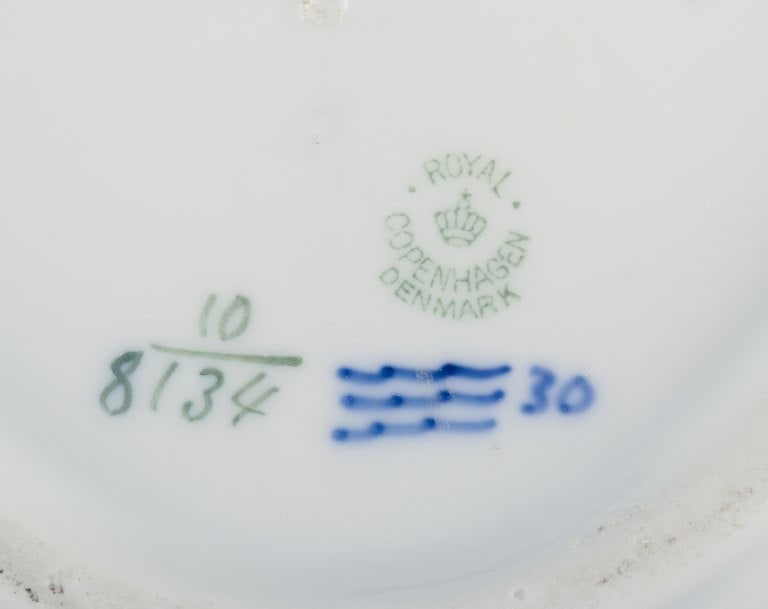 ROYAL
COPENHAGEN
DENMARK
10
8134
30